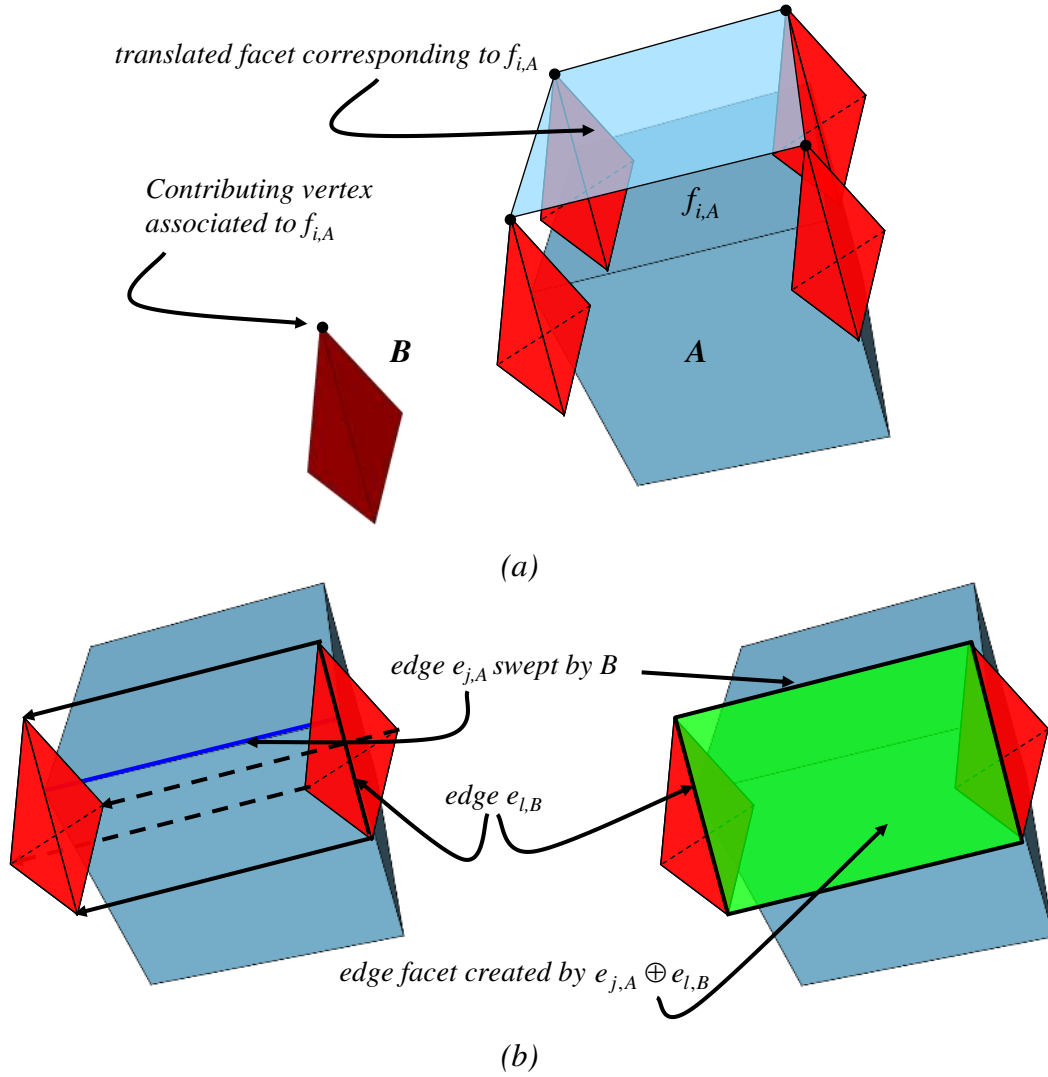 translated facet corresponding to f_{i,A}
Contributing vertex
associated to f_{i,A}
f_{i,A}
B
A
(a)
edge e_{j,A} swept by B
edge e_{l,B}
edge facet created by e_{j,A} ⊕ e_{l,B}
(b)